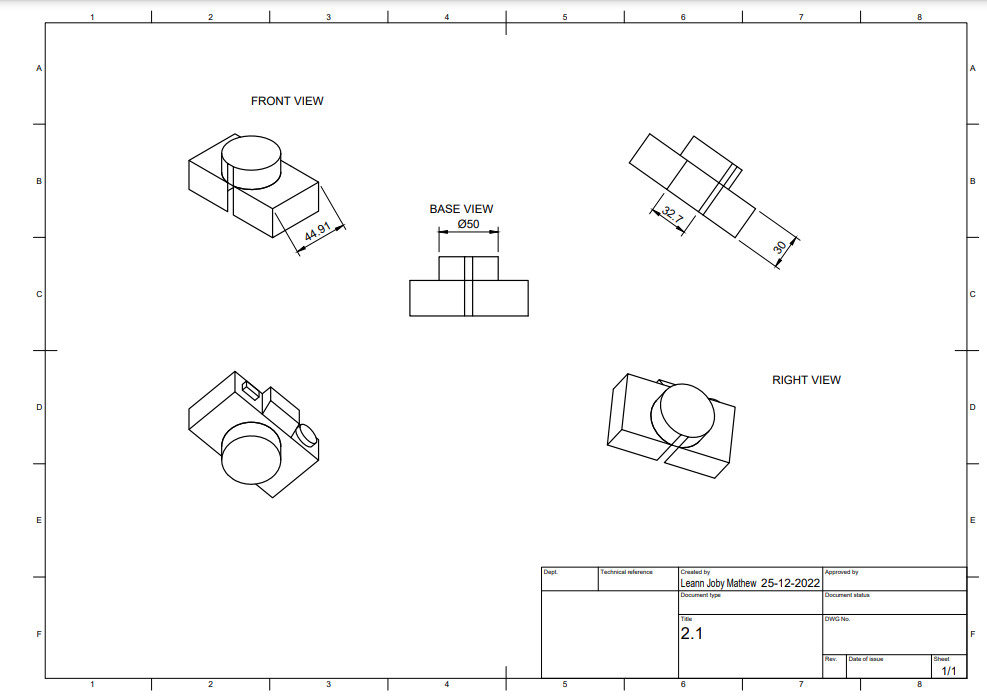 1 2 3 4 5 6 7 8
A A
FRONT VIEW
B B
44.91
BASE VIEW
Ø50
32.7
30
C C
RIGHT VIEW
D D
E E
Dept. Technical reference Created by Approved by
Leann Joby Mathew 25-12-2022
Document type Document status
Title DWG No.
2.1
F F
Rev. Date of issue Sheet
1/1
1 2 3 4 5 6 7 8